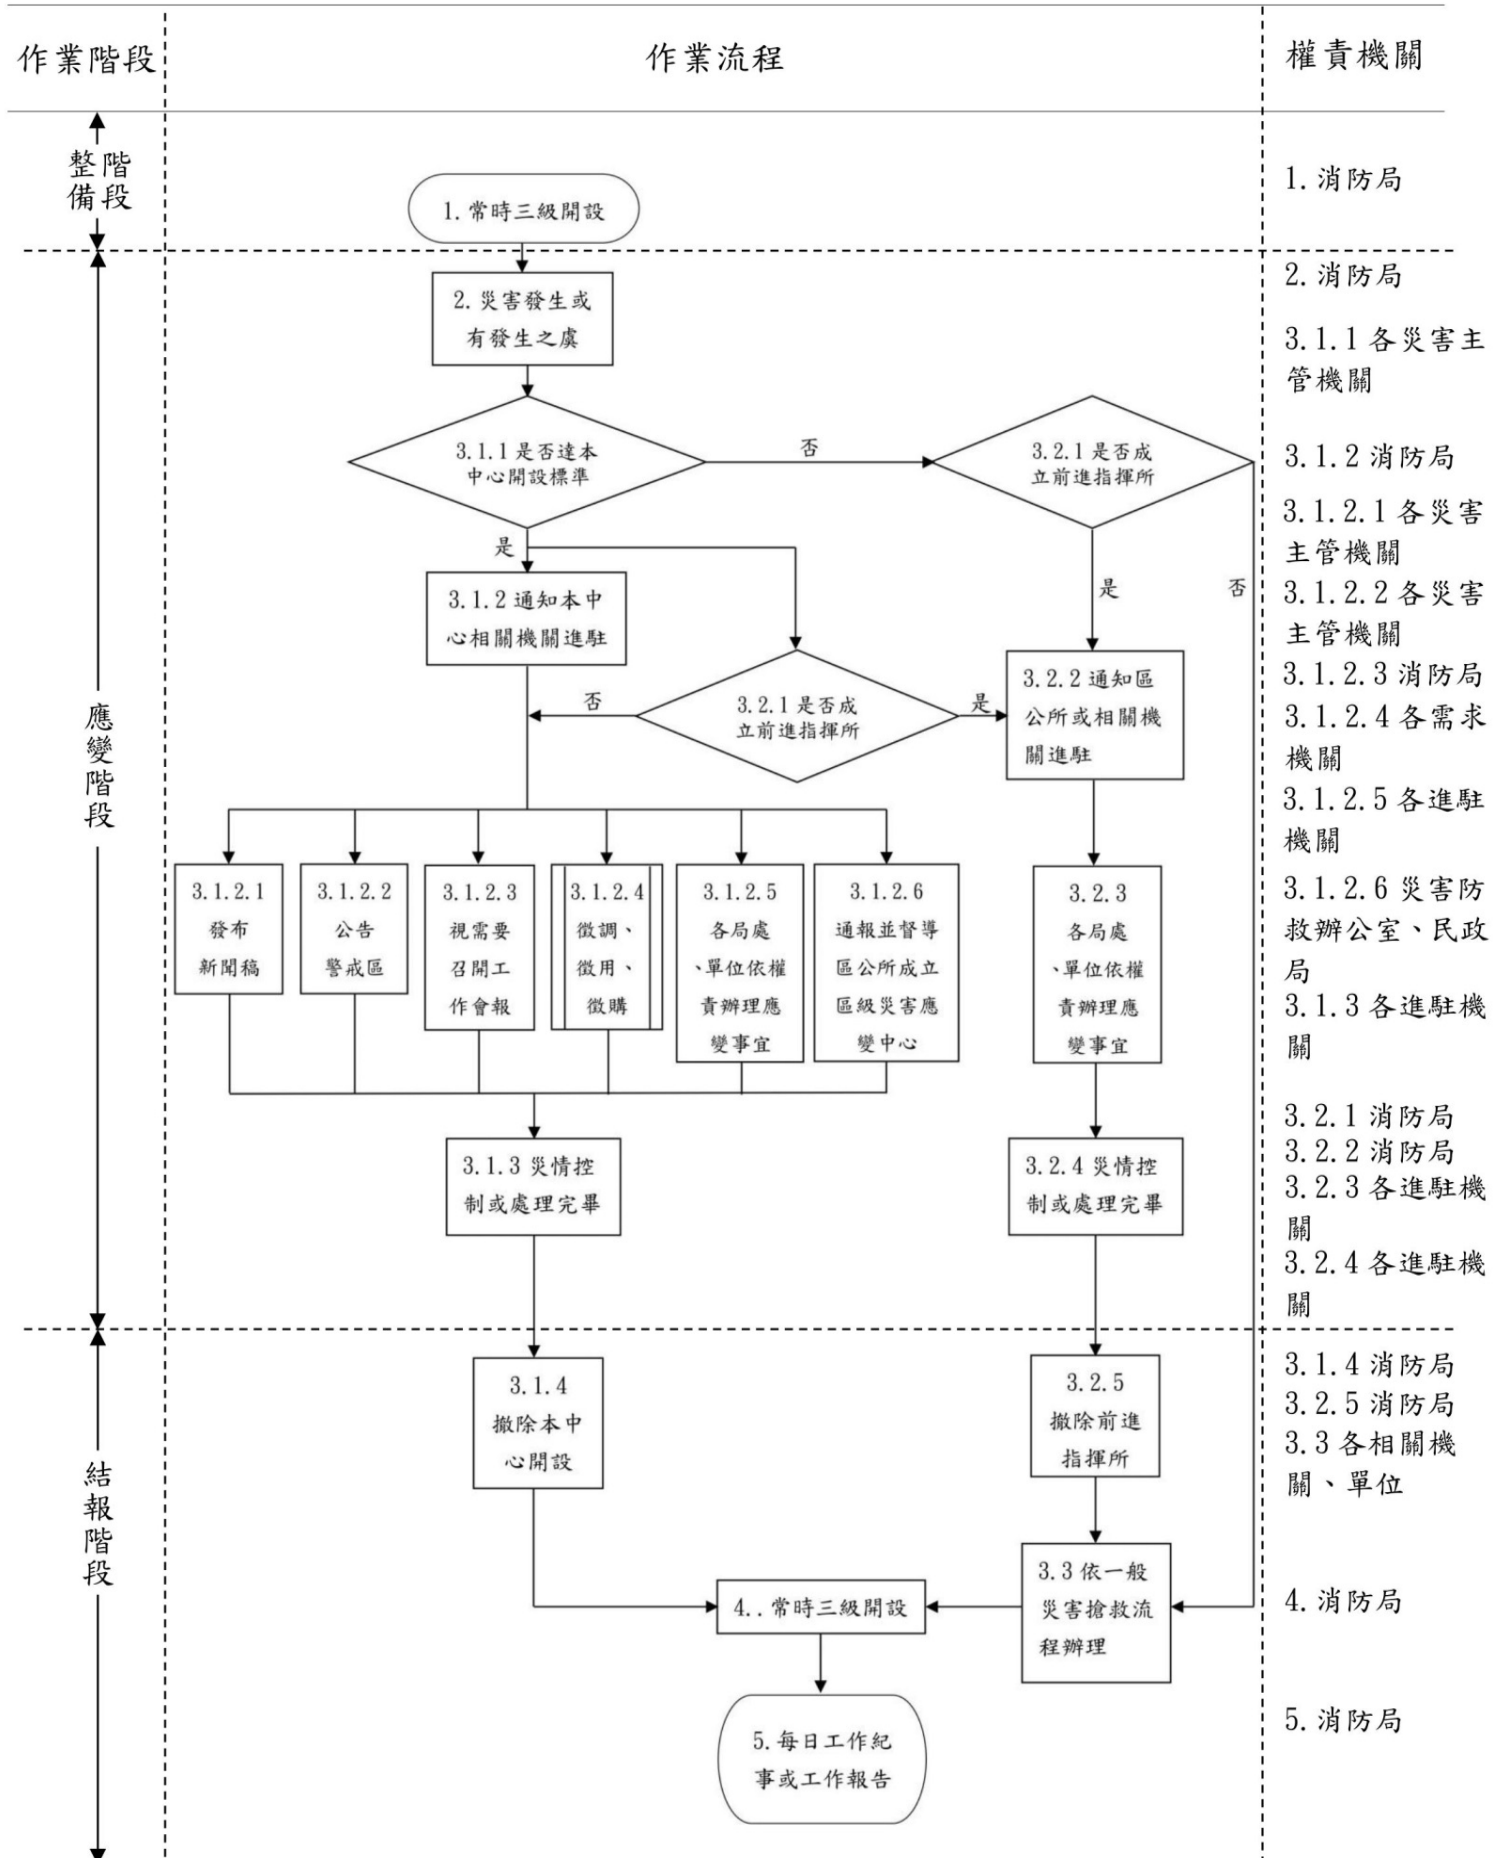 作業階段
作業流程
權責機關
整階
備段
1.常時三級開設
1.消防局
應
變
階
段
2.災害發生或
有發生之虞
3.1.1是否達本
中心開設標準
否
3.2.1是否成
立前進指揮所
是
3.1.2通知本中
心相關機關進駐
是
否
否
3.2.1是否成
立前進指揮所
是
3.2.2通知區
公所或相關機
關進駐
3.1.2.1
發布
新聞稿
3.1.2.2
公告
警戒區
3.1.2.3
視需要
召開工
作會報
3.1.2.4
徵調、
徵用、
徵購
3.1.2.5
各局處
、單位依權
責辦理應
變事宜
3.1.2.6
通報並督導
區公所成立
區級災害應
變中心
3.2.3
各局處
、單位依權
責辦理應
變事宜
3.1.3災情控
制或處理完畢
3.2.4災情控
制或處理完畢
2.消防局
3.1.1各災害主
管機關
3.1.2消防局
3.1.2.1各災害
主管機關
3.1.2.2各災害
主管機關
3.1.2.3消防局
3.1.2.4各需求
機關
3.1.2.5各進駐
機關
3.1.2.6災害防
救辦公室、民政
局
3.1.3各進駐機
關
3.2.1消防局
3.2.2消防局
3.2.3各進駐機
關
3.2.4各進駐機
關
結
報
階
段
3.1.4
撤除本中
心開設
3.2.5
撤除前進
指揮所
3.3依一般
災害搶救流
程辦理
4..常時三級開設
5.每日工作紀
事或工作報告
3.1.4消防局
3.2.5消防局
3.3各相關機
關、單位
4.消防局
5.消防局